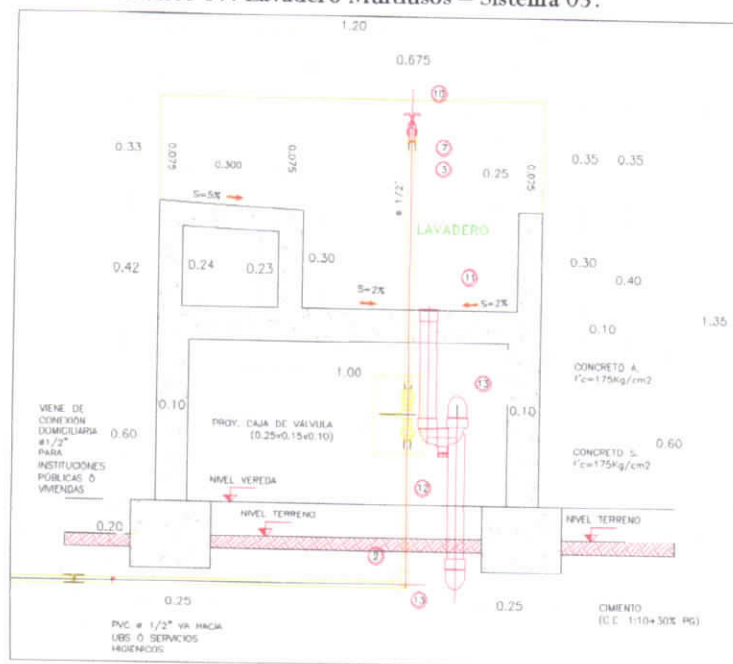 Lavadero Multiusos – Sistema 03.
1.20
0.675
10
0.33
0.075
0.300
0.075
7
3
0.25
0.075
0.35
0.35
S=5%
ø 1/2"
LAVADERO
0.42
0.24
0.23
0.30
11
0.30
0.40
S=2%
S=2%
0.10
1.35
1.00
13
CONCRETO A.
f'c=175Kg/cm2
VIENE DE
CONEXIÓN
DOMICILIARIA
ø1/2"
PARA
INSTITUCIONES
PÚBLICAS Ó
VIVIENDAS
0.60
0.10
PROY. CAJA DE VÁLVULA
(0.25x0.15x0.10)
0.10
0.60
CONCRETO S.
f'c=175Kg/cm2
NIVEL VEREDA
12
NIVEL TERRENO
NIVEL TERRENO
0.20
2
0.25
13
0.25
PVC ø 1/2" VA HACIA
UBS Ó SERVICIOS
HIGIÉNICOS
CIMIENTO
(C:C 1:10+30% PG)